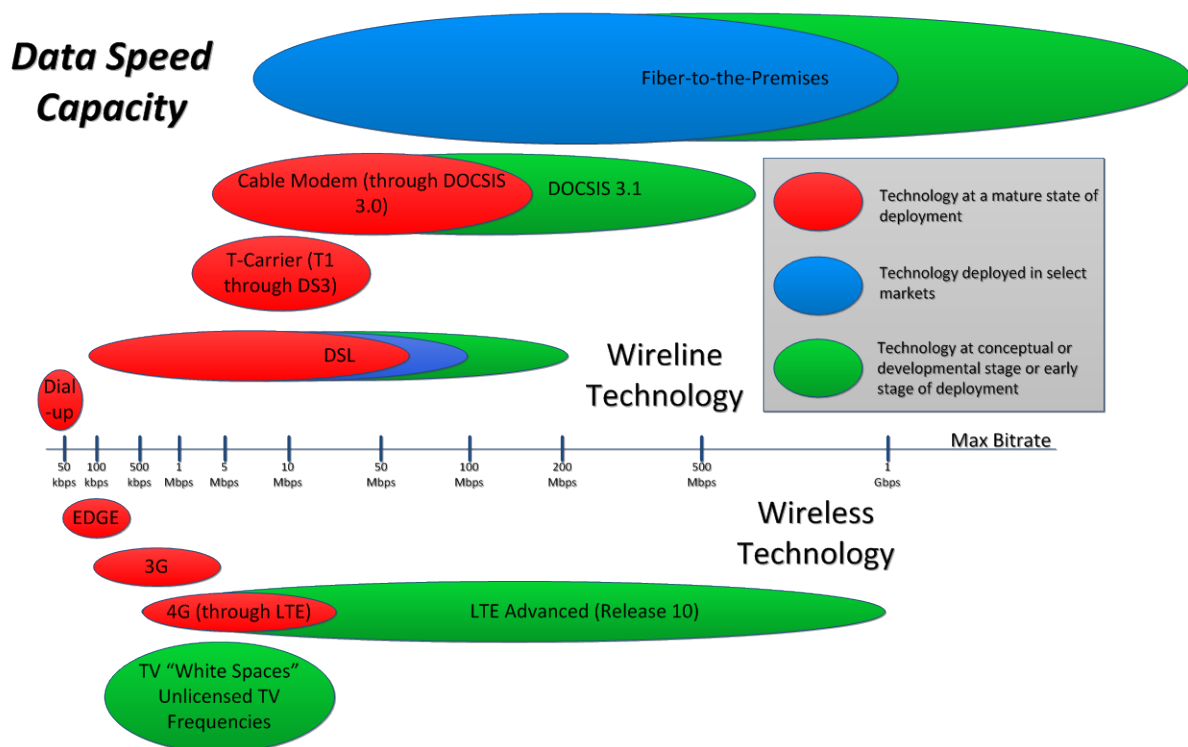 Data Speed
Capacity
Fiber-to-the-Premises
Cable Modem (through DOCSIS
3.0)
DOCSIS 3.1
T-Carrier (T1
through DS3)
DSL
Dial
-up
Wireline
Technology
Technology at a mature state of
deployment
Technology deployed in select
markets
Technology at conceptual or
developmental stage or early
stage of deployment
Max Bitrate
50
kbps
100
kbps
500
kbps
1
Mbps
5
Mbps
10
Mbps
50
Mbps
100
Mbps
200
Mbps
500
Mbps
1
Gbps
EDGE
Wireless
Technology
3G
4G (through LTE)
LTE Advanced (Release 10)
TV “White Spaces”
Unlicensed TV
Frequencies